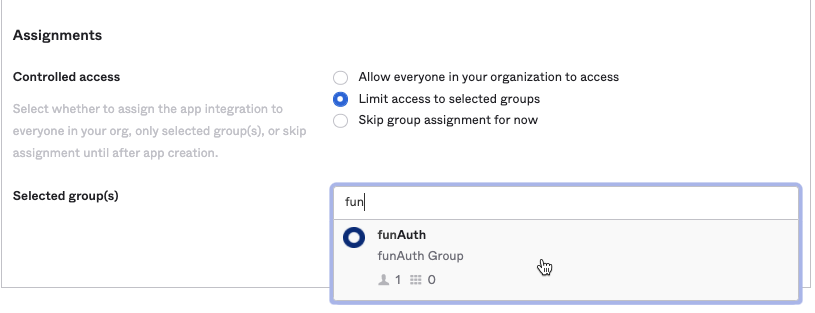 Assignments
Controlled access
Allow everyone in your organization to access
Select whether to assign the app integration to
everyone in your org, only selected group(s), or skip
assignment until after app creation.
Limit access to selected groups
Skip group assignment for now
Selected group(s)
fun
funAuth
funAuth Group
1 0